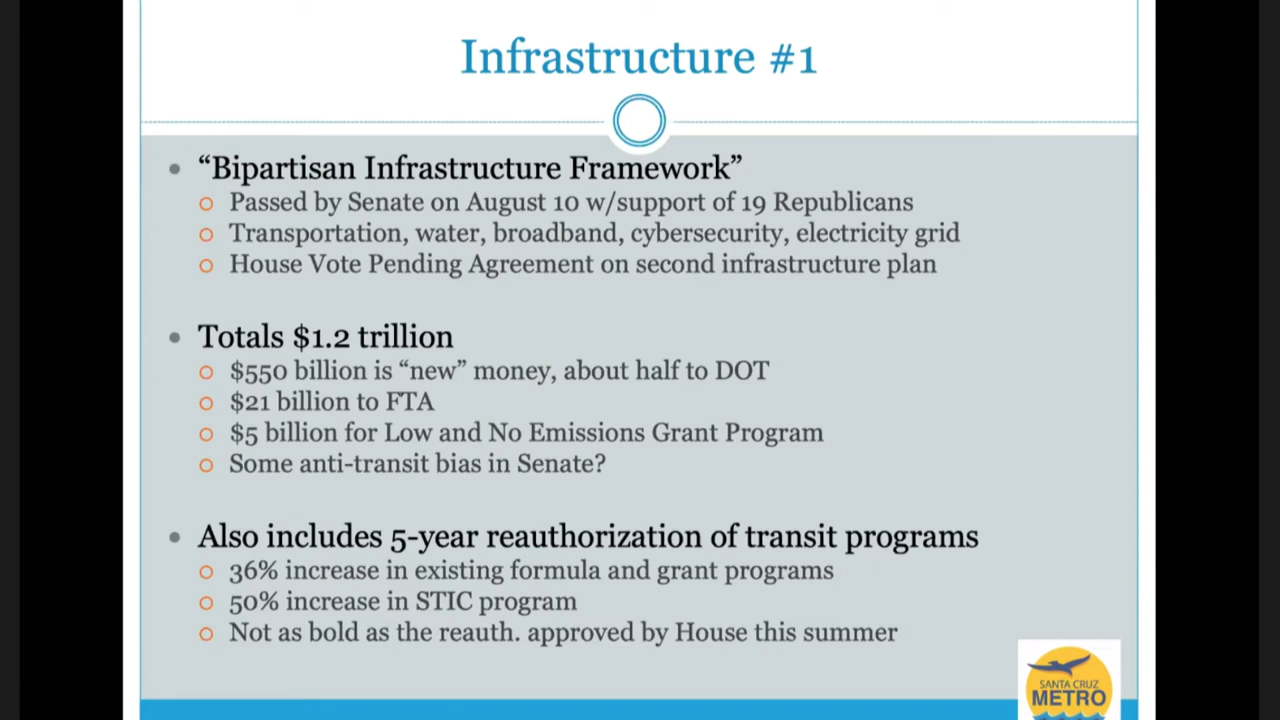 Infrastructure #1
• “Bipartisan Infrastructure Framework”
o Passed by Senate on August 10 w/support of 19 Republicans
o Transportation, water, broadband, cybersecurity, electricity grid
o House Vote Pending Agreement on second infrastructure plan
• Totals $1.2 trillion
o $550 billion is “new” money, about half to DOT
o $21 billion to FTA
o $5 billion for Low and No Emissions Grant Program
o Some anti-transit bias in Senate?
• Also includes 5-year reauthorization of transit programs
o 36% increase in existing formula and grant programs
o 50% increase in STIC program
o Not as bold as the reauth. approved by House this summer
SANTA CRUZ
METRO